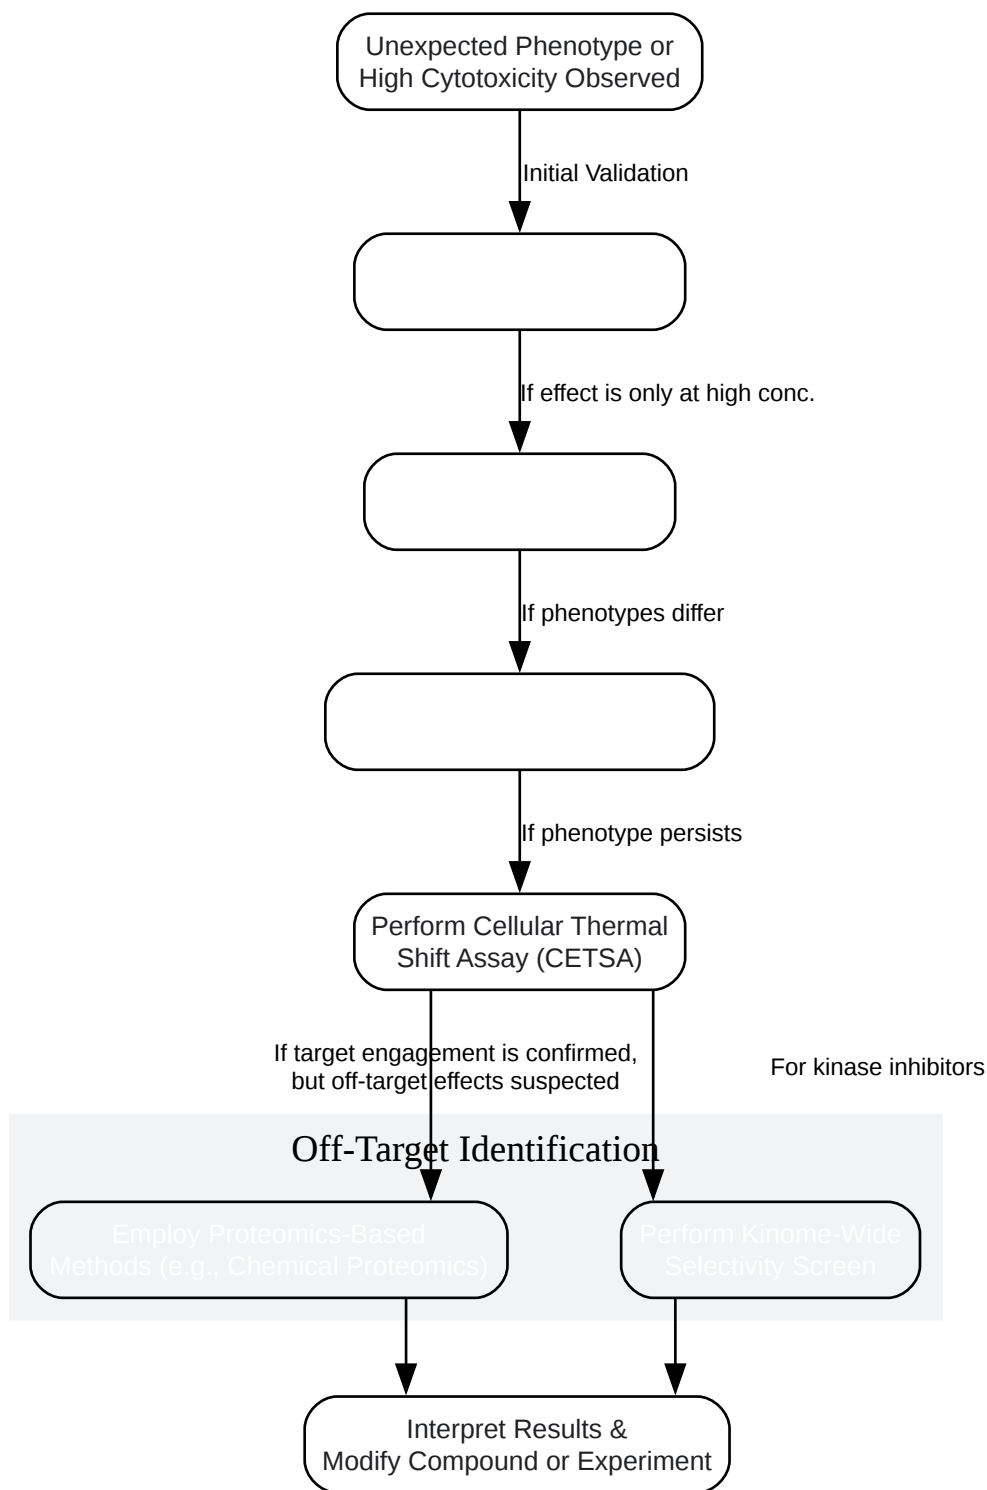 Unexpected Phenotype or
High Cytotoxicity Observed
Initial Validation
If effect is only at high conc.
If phenotypes differ
If phenotype persists
Perform Cellular Thermal
Shift Assay (CETSA)
If target engagement is confirmed,
but off-target effects suspected
For kinase inhibitors
Off-Target Identification
Employ Proteomics-Based
Methods (e.g., Chemical Proteomics)
Perform Kinome-Wide
Selectivity Screen
Interpret Results &
Modify Compound or Experiment